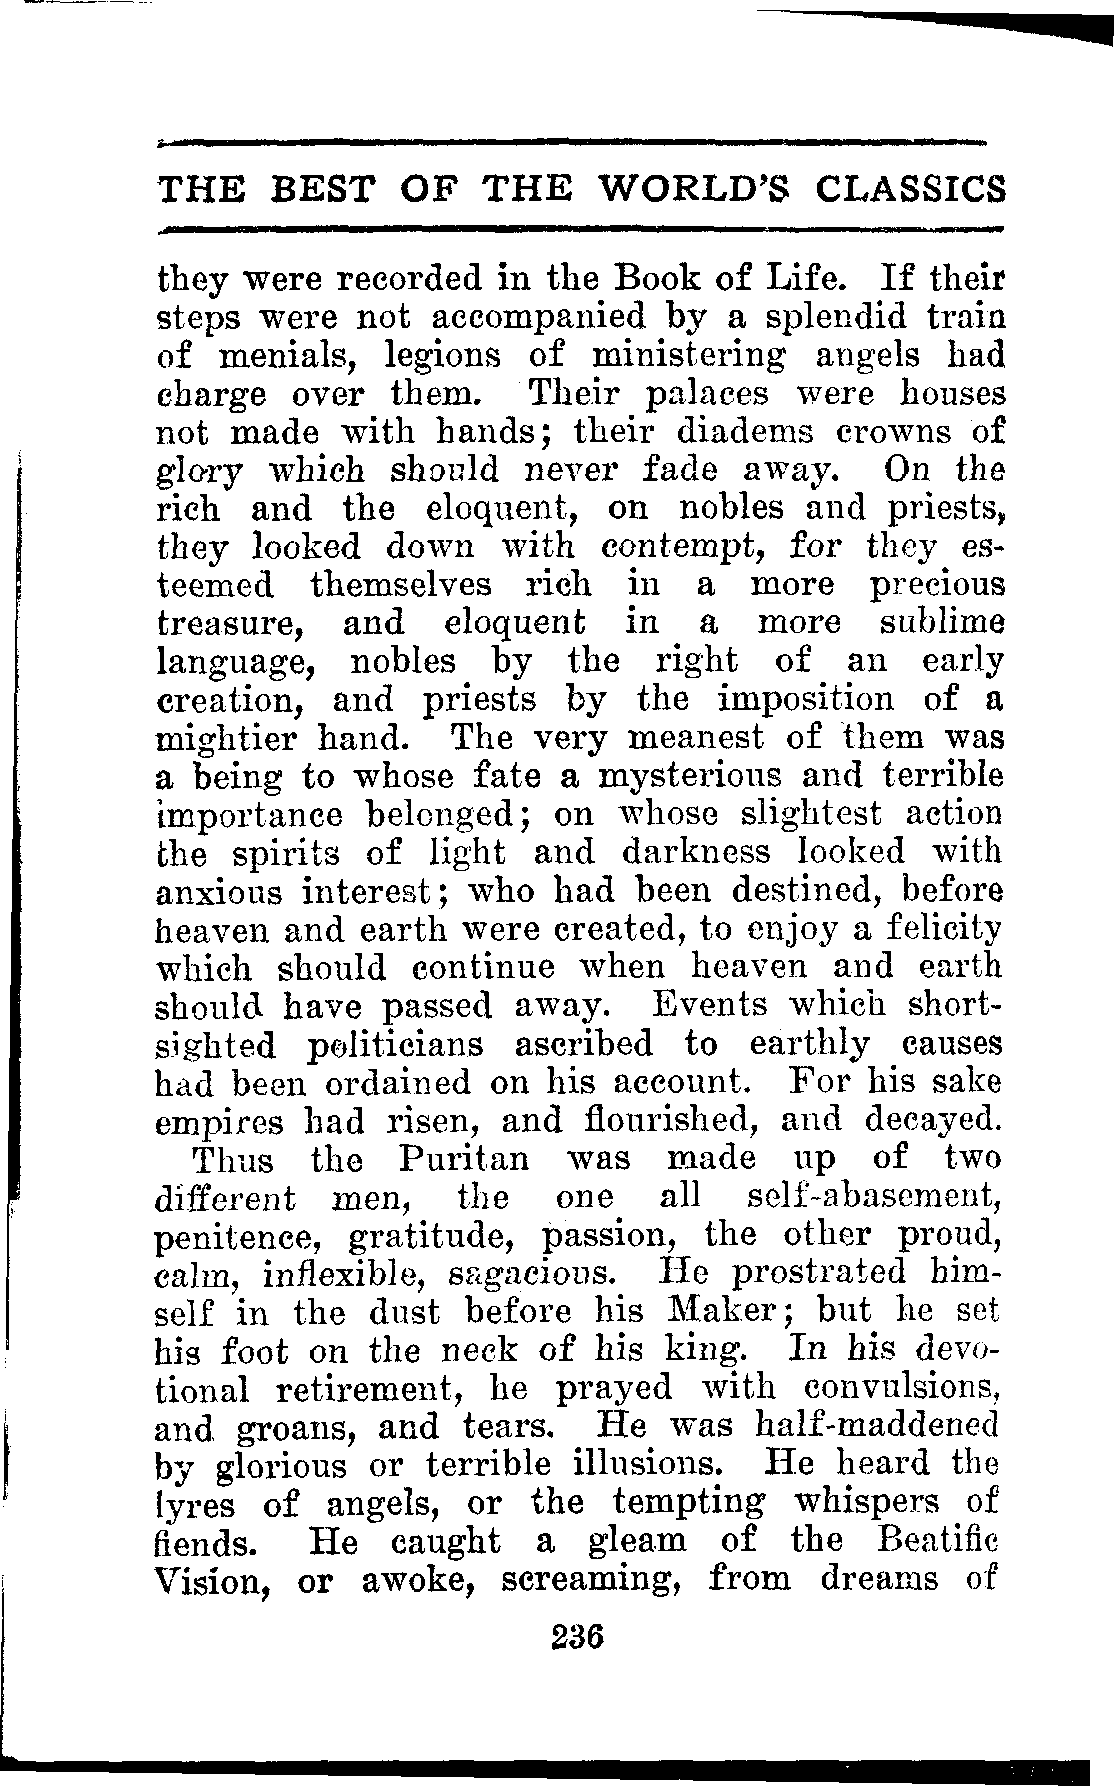 THE BEST OF THE WORLD'S CLASSICS
they were recorded in the Book of Life. If their
steps were not accompanied by a splendid train
of menials, legions of ministering angels had
charge over them. Their palaces were houses
not made with hands; their diadems crowns of
glory which should never fade away. On the
rich and the eloquent, on nobles and priests,
they looked down with contempt, for they es-
teemed themselves rich in a more precious
treasure, and eloquent in a more sublime
language, nobles by the right of an early
creation, and priests by the imposition of a
mightier hand. The very meanest of them was
a being to whose fate a mysterious and terrible
importance belonged; on whose slightest action
the spirits of light and darkness looked with
anxious interest; who had been destined, before
heaven and earth were created, to enjoy a felicity
which should continue when heaven and earth
should have passed away. Events which short-
sighted politicians ascribed to earthly causes
had been ordained on his account. For his sake
empires had risen, and flourished, and decayed.
Thus the Puritan was made up of two
different men, the one all self-abasement,
penitence, gratitude, passion, the other proud,
calm, inflexible, sagacious. He prostrated him-
self in the dust before his Maker; but he set
his foot on the neck of his king. In his devo-
tional retirement, he prayed with convulsions,
and groans, and tears. He was half-maddened
by glorious or terrible illusions. He heard the
lyres of angels, or the tempting whispers of
fiends. He caught a gleam of the Beatific
Vision, or awoke, screaming, from dreams of
236